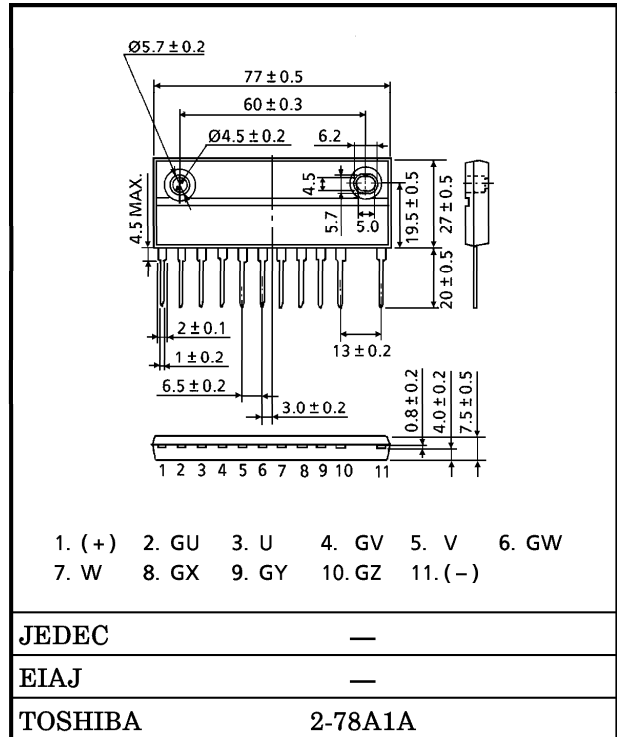 Ø5.7 ± 0.2
77 ± 0.5
60 ± 0.3
Ø4.5 ± 0.2
6.2
4.5 MAX.
4.5
5.7
5.0
19.5 ± 0.5
27 ± 0.5
20 ± 0.5
2 ± 0.1
1 ± 0.2
13 ± 0.2
6.5 ± 0.2
3.0 ± 0.2
0.8 ± 0.2
4.0 ± 0.2
7.5 ± 0.5
1 2 3 4 5 6 7 8 9 10 11
1. (+) 2. GU 3. U 4. GV 5. V 6. GW
7. W 8. GX 9. GY 10. GZ 11. (−)
JEDEC —
EIAJ —
TOSHIBA 2-78A1A